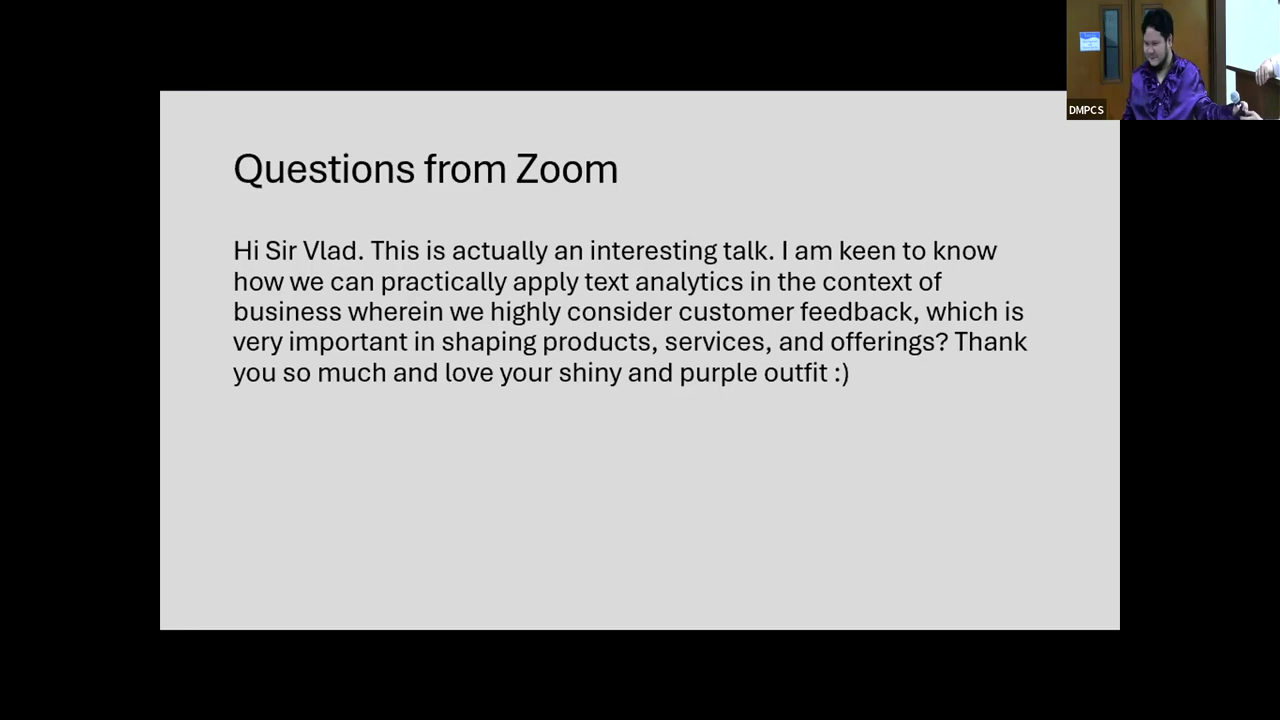 Questions from Zoom
Hi Sir Vlad. This is actually an interesting talk. I am keen to know
how we can practically apply text analytics in the context of
business wherein we highly consider customer feedback, which is
very important in shaping products, services, and offerings? Thank
you so much and love your shiny and purple outfit :)
DMPCS